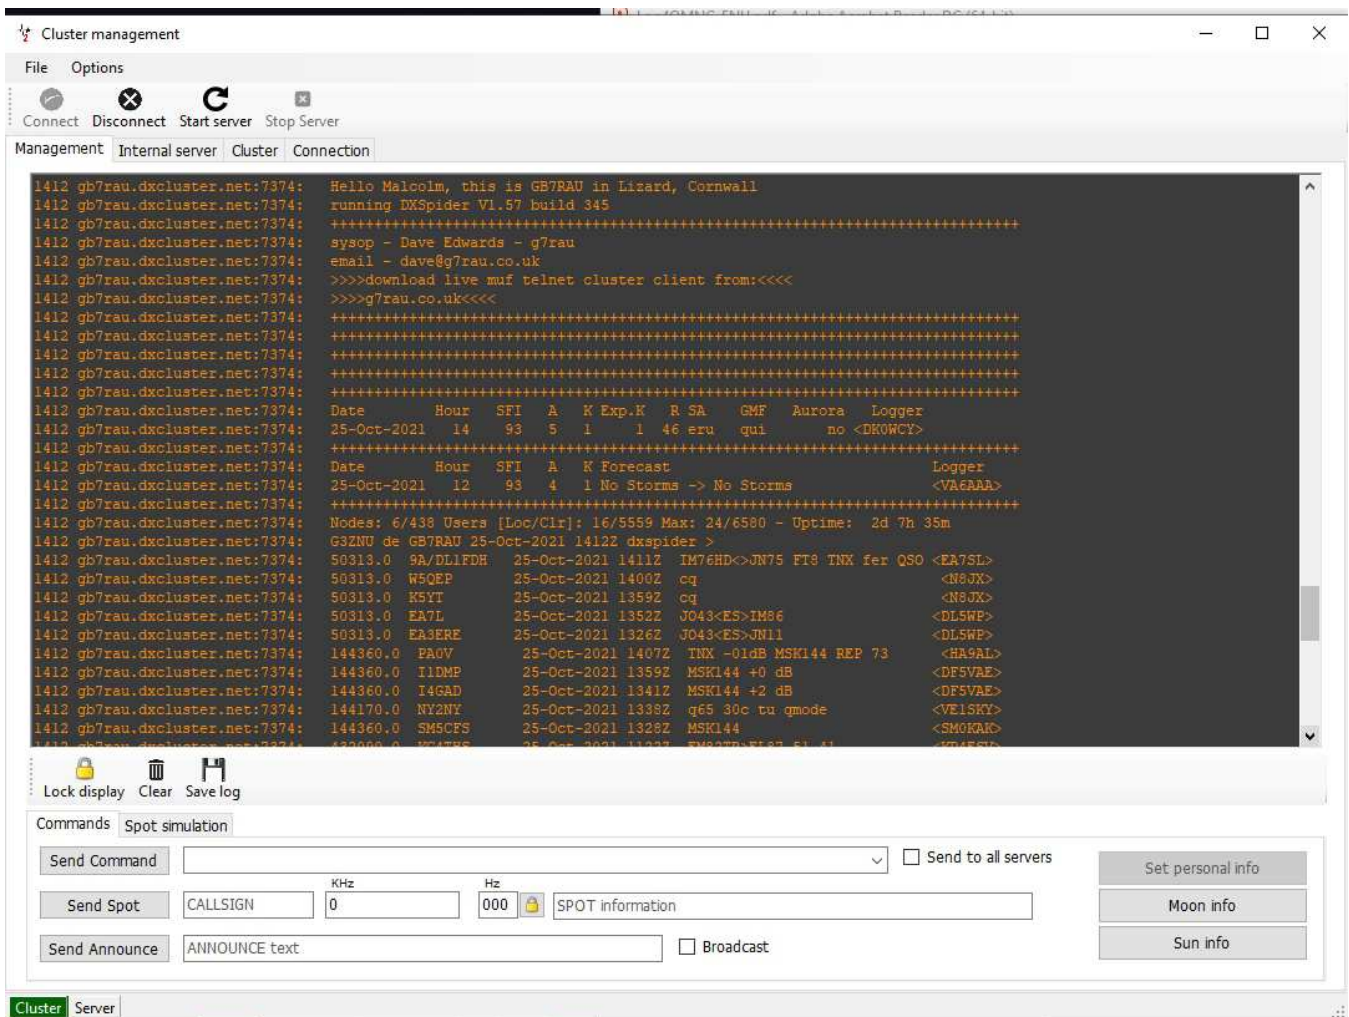 Cluster management
File Options
Connect Disconnect Start server Stop Server
Management Internal server Cluster Connection
1412 gb7rau.dxcluster.net:7374: Hello Malcolm, this is GB7RAU in Lizard, Cornwall
1412 gb7rau.dxcluster.net:7374: running DXSpider V1.57 build 345
1412 gb7rau.dxcluster.net:7374: ++++++++++++++++++++++++++++++++++++++++++++++++++++++++++++++++++++++++++++++
1412 gb7rau.dxcluster.net:7374: sysop - Dave Edwards - g7rau
1412 gb7rau.dxcluster.net:7374: email - dave@g7rau.co.uk
1412 gb7rau.dxcluster.net:7374: >>>>download live muf telnet cluster client from:<<<<
1412 gb7rau.dxcluster.net:7374: >>>>g7rau.co.uk<<<<
1412 gb7rau.dxcluster.net:7374: ++++++++++++++++++++++++++++++++++++++++++++++++++++++++++++++++++++++++++++++
1412 gb7rau.dxcluster.net:7374: ++++++++++++++++++++++++++++++++++++++++++++++++++++++++++++++++++++++++++++++
1412 gb7rau.dxcluster.net:7374: ++++++++++++++++++++++++++++++++++++++++++++++++++++++++++++++++++++++++++++++
1412 gb7rau.dxcluster.net:7374: ++++++++++++++++++++++++++++++++++++++++++++++++++++++++++++++++++++++++++++++
1412 gb7rau.dxcluster.net:7374: ++++++++++++++++++++++++++++++++++++++++++++++++++++++++++++++++++++++++++++++
1412 gb7rau.dxcluster.net:7374: Date Hour SFI A K Exp.K R SA GMF Aurora Logger
1412 gb7rau.dxcluster.net:7374: 25-Oct-2021 14 93 5 1 1 46 eru qui no <DK0WCY>
1412 gb7rau.dxcluster.net:7374: ++++++++++++++++++++++++++++++++++++++++++++++++++++++++++++++++++++++++++++++
1412 gb7rau.dxcluster.net:7374: Date Hour SFI A K Forecast Logger
1412 gb7rau.dxcluster.net:7374: 25-Oct-2021 12 93 4 1 No Storms -> No Storms <VA6AAA>
1412 gb7rau.dxcluster.net:7374: ++++++++++++++++++++++++++++++++++++++++++++++++++++++++++++++++++++++++++++++
1412 gb7rau.dxcluster.net:7374: Nodes: 6/438 Users [Loc/Clr]: 16/5559 Max: 24/6580 - Uptime: 2d 7h 35m
1412 gb7rau.dxcluster.net:7374: G3ZNU de GB7RAU 25-Oct-2021 1412Z dxspider >
1412 gb7rau.dxcluster.net:7374: 50313.0 9A/DL1FDH 25-Oct-2021 1411Z IM76HD<>JN75 FT8 TNX fer QSO <EA7SL>
1412 gb7rau.dxcluster.net:7374: 50313.0 W5QEP 25-Oct-2021 1400Z cq <N8JX>
1412 gb7rau.dxcluster.net:7374: 50313.0 K5YT 25-Oct-2021 1359Z cq <N8JX>
1412 gb7rau.dxcluster.net:7374: 50313.0 EA7L 25-Oct-2021 1352Z JO43<ES>IM86 <DL5WP>
1412 gb7rau.dxcluster.net:7374: 50313.0 EA3ERE 25-Oct-2021 1326Z JO43<ES>JN11 <DL5WP>
1412 gb7rau.dxcluster.net:7374: 144360.0 PA0V 25-Oct-2021 1407Z TNX -01dB MSK144 REP 73 <HA9AL>
1412 gb7rau.dxcluster.net:7374: 144360.0 I1DMP 25-Oct-2021 1359Z MSK144 +0 dB <DF5VAE>
1412 gb7rau.dxcluster.net:7374: 144360.0 I4GAD 25-Oct-2021 1341Z MSK144 +2 dB <DF5VAE>
1412 gb7rau.dxcluster.net:7374: 144170.0 NY2NY 25-Oct-2021 1338Z q65 30c tu qmode <VE1SKY>
1412 gb7rau.dxcluster.net:7374: 144360.0 SM5CFS 25-Oct-2021 1328Z MSK144 <SM0KAK>
Lock display Clear Save log
Commands Spot simulation
Send Command Send to all servers Set personal info
KHz Hz
Send Spot CALLSIGN 0 000 SPOT information Moon info
Send Announce ANNOUNCE text Broadcast Sun info
Cluster Server